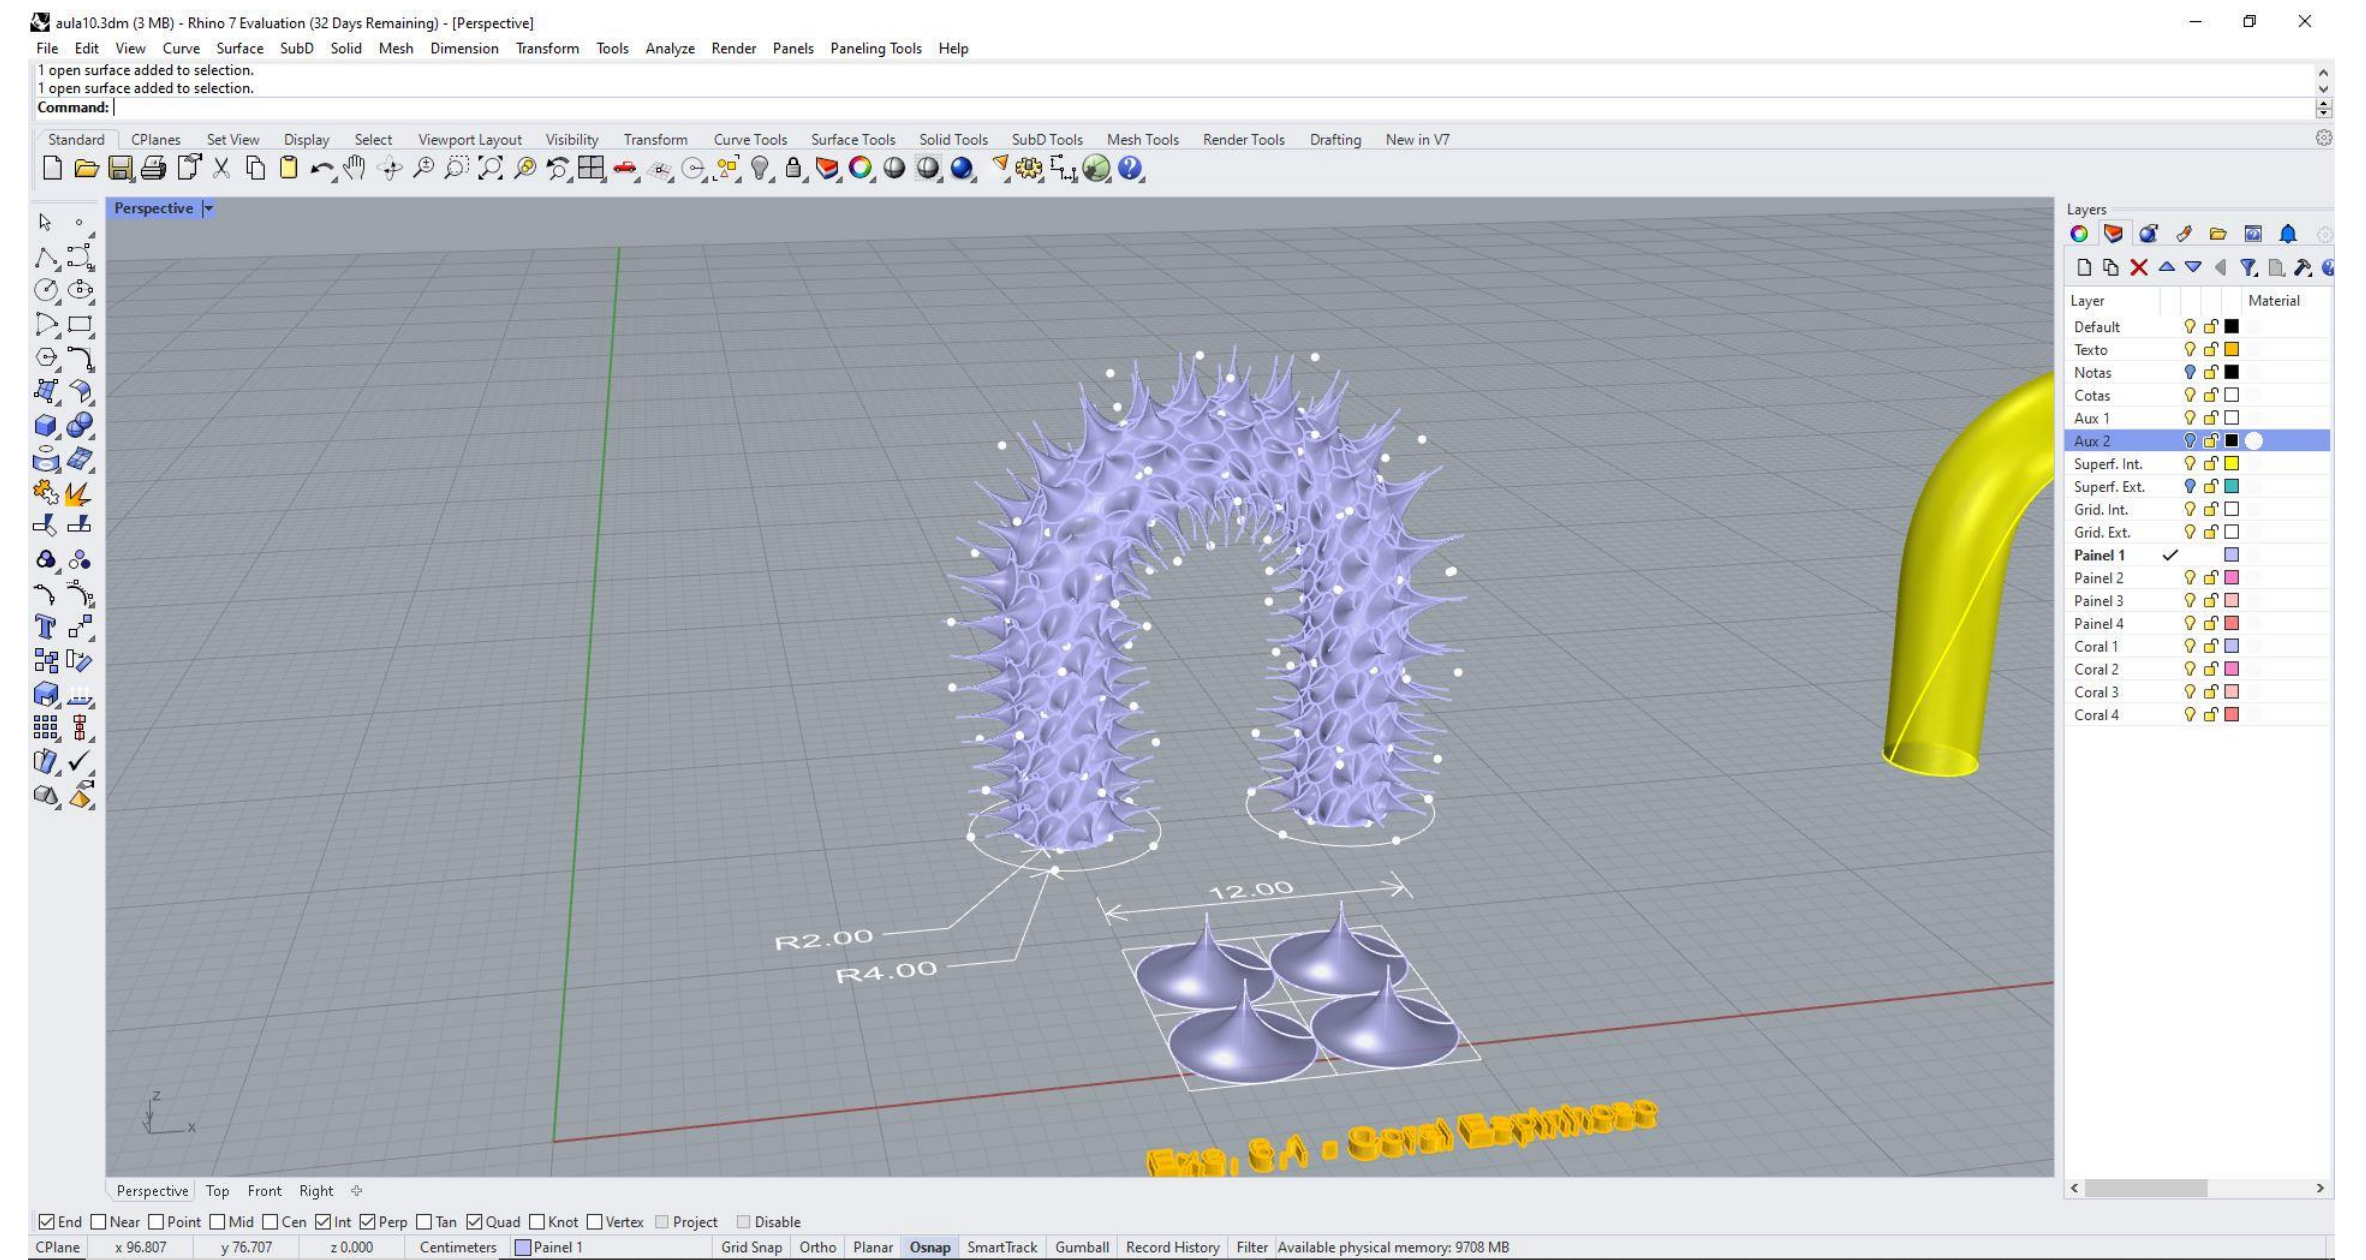 aula10.3dm (3 MB) - Rhino 7 Evaluation (32 Days Remaining) - [Perspective]
File Edit View Curve Surface SubD Solid Mesh Dimension Transform Tools Analyze Render Panels Paneling Tools Help
1 open surface added to selection.
1 open surface added to selection.
Command:
Standard CPlanes Set View Display Select Viewport Layout Visibility Transform Curve Tools Surface Tools Solid Tools SubD Tools Mesh Tools Render Tools Drafting New in V7
Perspective
Layers
Layer Material
Default
Texto
Notas
Cotas
Aux 1
Aux 2
Superf. Int.
Superf. Ext.
Grid. Int.
Grid. Ext.
Painel 1
Painel 2
Painel 3
Painel 4
Coral 1
Coral 2
Coral 3
Coral 4
12.00
R2.00
R4.00
z
x
Exe. 6A - Coral Espinhoso
Perspective Top Front Right
End Near Point Mid Cen Int Perp Tan Quad Knot Vertex Project Disable
CPlane x 96.807 y 76.707 z 0.000 Centimeters Painel 1 Grid Snap Ortho Planar Osnap SmartTrack Gumball Record History Filter Available physical memory: 9708 MB